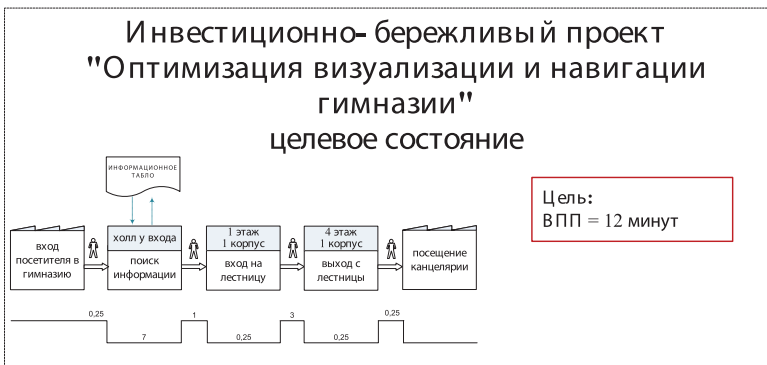 Инвестиционно- бережливый проект
"Оптимизация визуализации и навигации
гимназии"
целевое состояние
ИНФОРМАЦИОННОЕ
ТАБЛО
Цель:
ВПП = 12 минут
вход
посетителя в
гимназию
холл у входа
поиск
информации
1 этаж
1 корпус
вход на
лестницу
4 этаж
1 корпус
выход с
лестницы
посещение
канцелярии
0,25
7
1
0,25
3
0,25
0,25